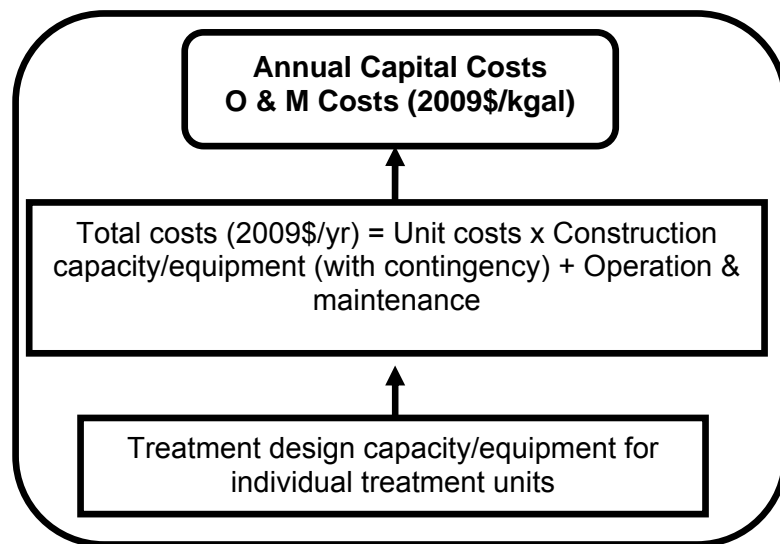 Annual Capital Costs
O & M Costs (2009$/kgal)
Total costs (2009$/yr) = Unit costs x Construction
capacity/equipment (with contingency) + Operation &
maintenance
Treatment design capacity/equipment for
individual treatment units